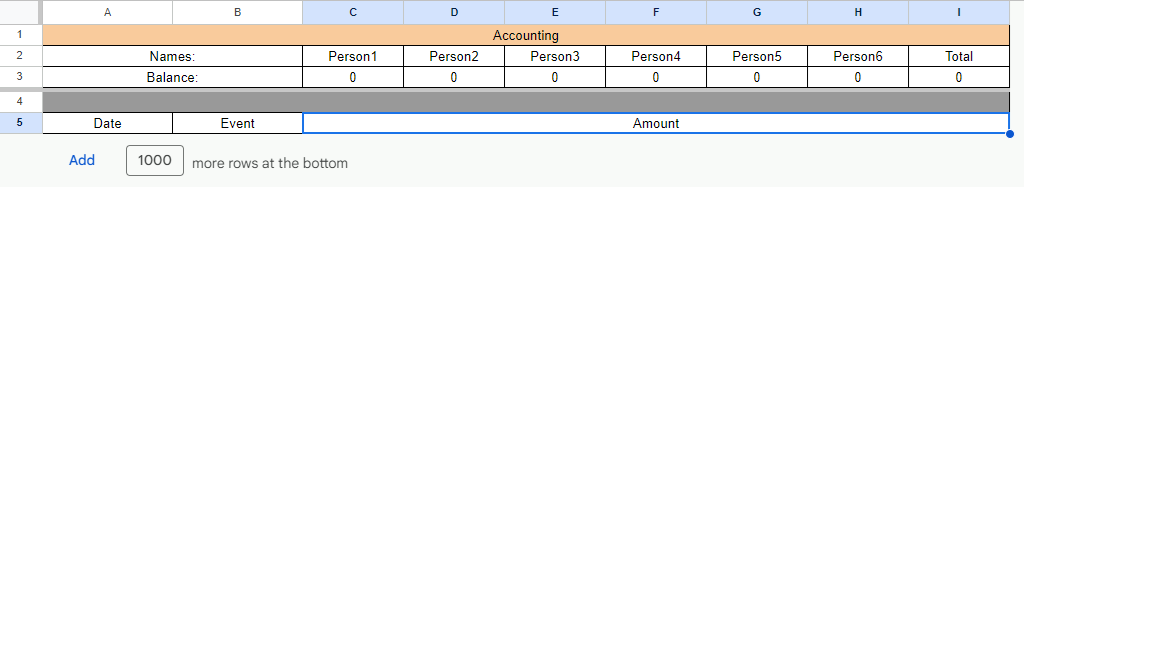 A B C D E F G H I
1 Accounting
2 Names: Person1 Person2 Person3 Person4 Person5 Person6 Total
3 Balance: 0 0 0 0 0 0 0
4
5 Date Event Amount
Add 1000 more rows at the bottom